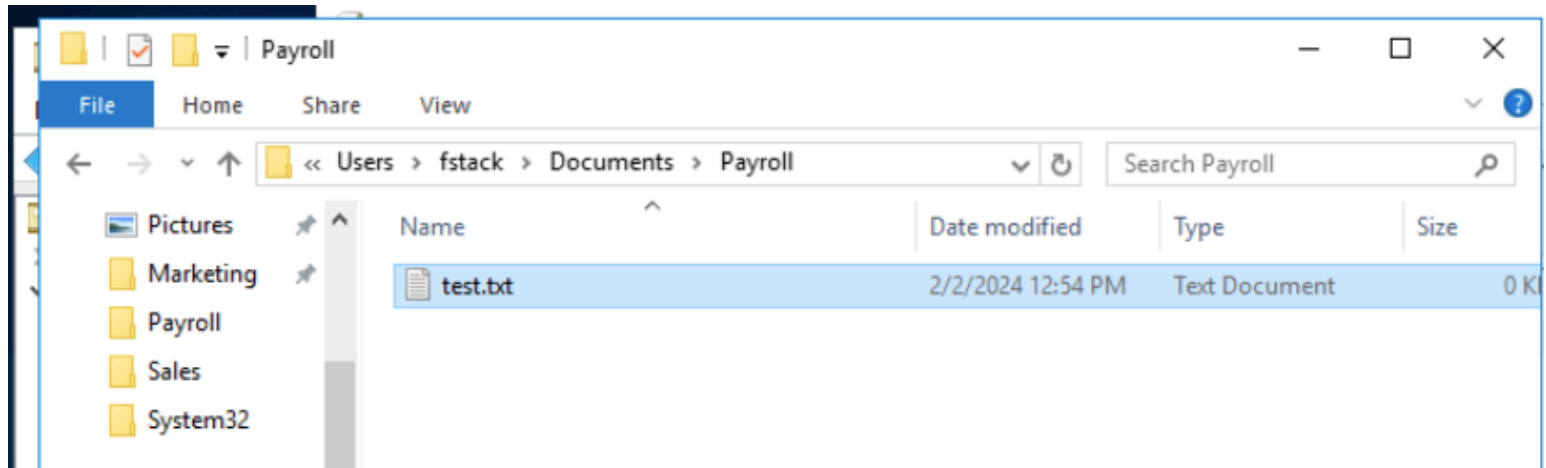 Payroll
File Home Share View
« Users > fstack > Documents > Payroll Search Payroll
Name Date modified Type Size
Pictures
test.txt 2/2/2024 12:54 PM Text Document 0
Marketing
Payroll
Sales
System32